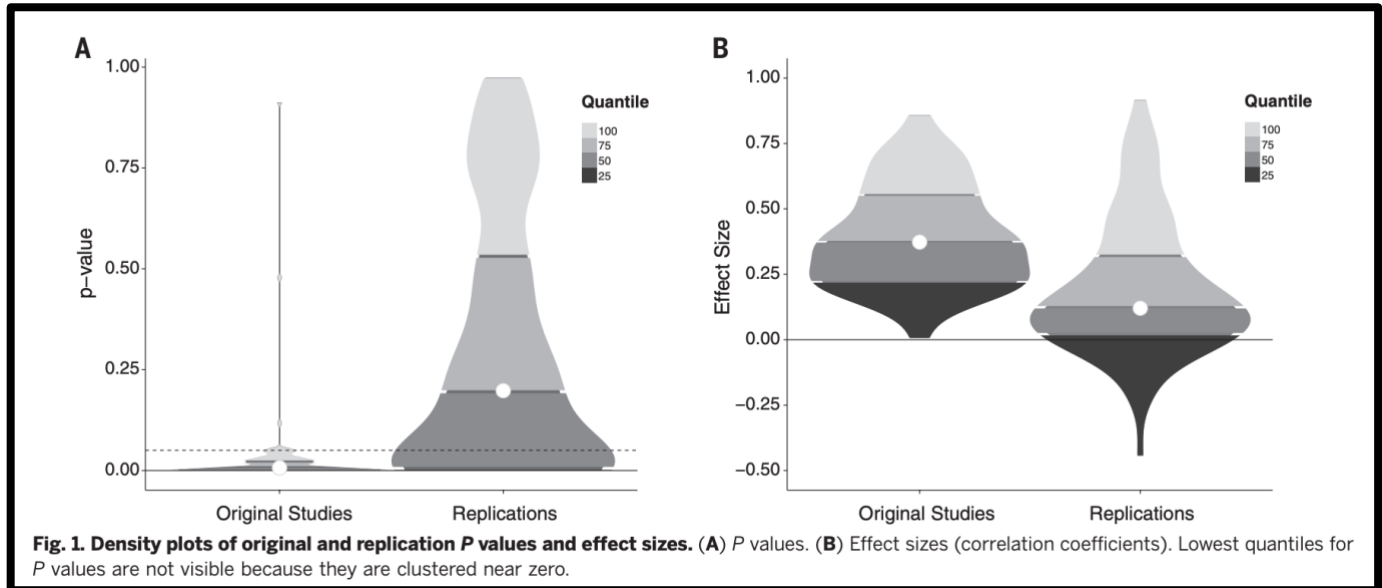 A
1.00
0.75
0.50
0.25
0.00
p−value
Original Studies
Replications
Quantile
100
75
50
25
B
1.00
0.75
0.50
0.25
0.00
−0.25
−0.50
Effect Size
Original Studies
Replications
Quantile
100
75
50
25
Fig. 1. Density plots of original and replication P values and effect sizes. (A) P values. (B) Effect sizes (correlation coefficients). Lowest quantiles for
P values are not visible because they are clustered near zero.